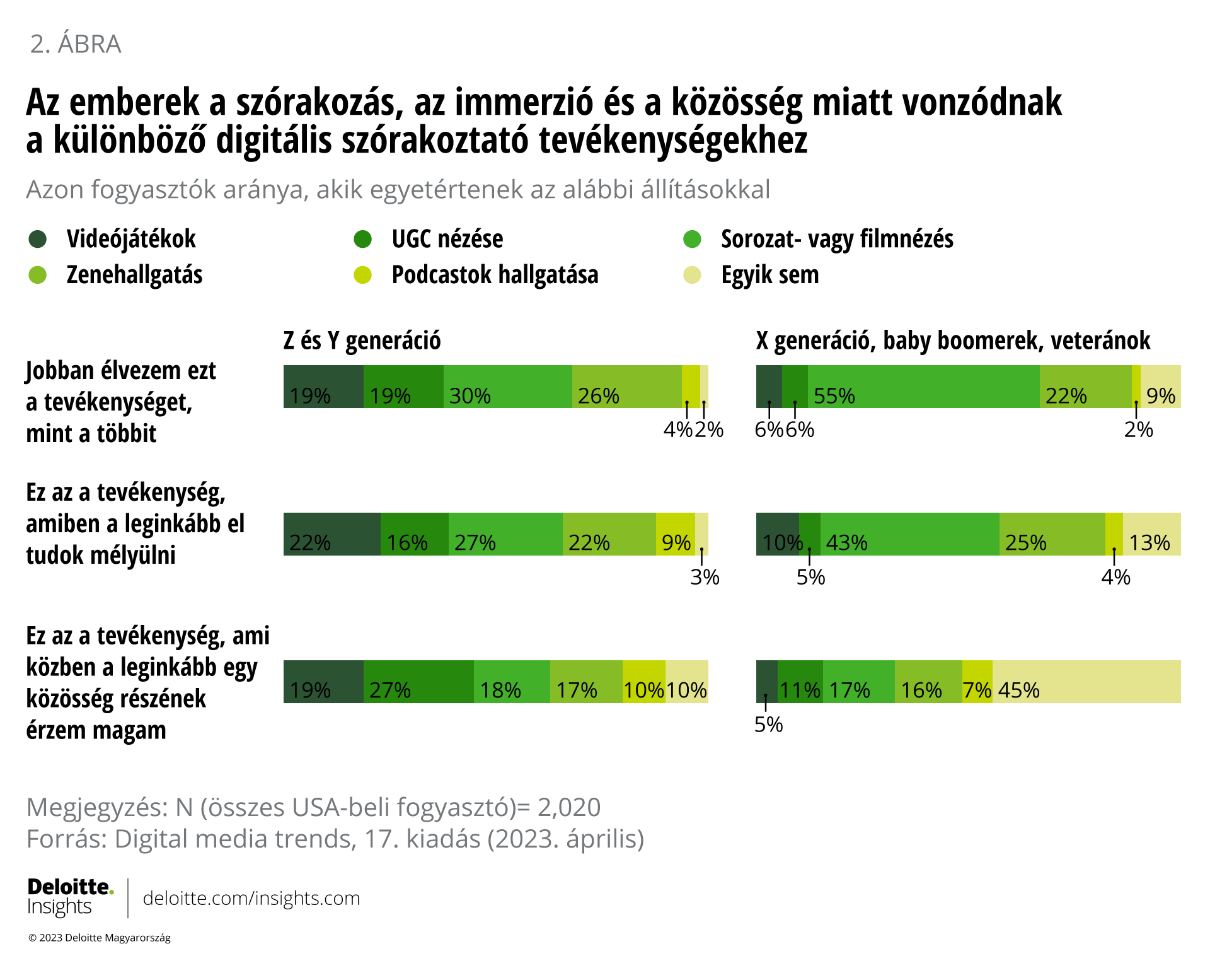 2. ÁBRA
Az emberek a szórakozás, az immerzió és a közösség miatt vonzódnak
a különböző digitális szórakoztató tevékenységekhez
Azon fogyasztók aránya, akik egyetértenek az alábbi állításokkal
Videójátékok
UGC nézése
Sorozat- vagy filmnézés
Zenehallgatás
Podcastok hallgatása
Egyik sem
Z és Y generáció
X generáció, baby boomerek, veteránok
Jobban élvezem ezt
a tevékenységet,
mint a többit
19% 19% 30% 26%
4% 2%
55% 22% 9%
6% 6% 2%
Ez az a tevékenység,
amiben a leginkább el
tudok mélyülni
22% 16% 27% 22% 9%
3%
10% 43% 25% 13%
5% 4%
Ez az a tevékenység, ami
közben a leginkább egy
közösség részének
érzem magam
19% 27% 18% 17% 10% 10%
11% 17% 16% 7% 45%
5%
Megjegyzés: N (összes USA-beli fogyasztó)= 2,020
Forrás: Digital media trends, 17. kiadás (2023. április)
Deloitte.
Insights
deloitte.com/insights.com
© 2023 Deloitte Magyarország